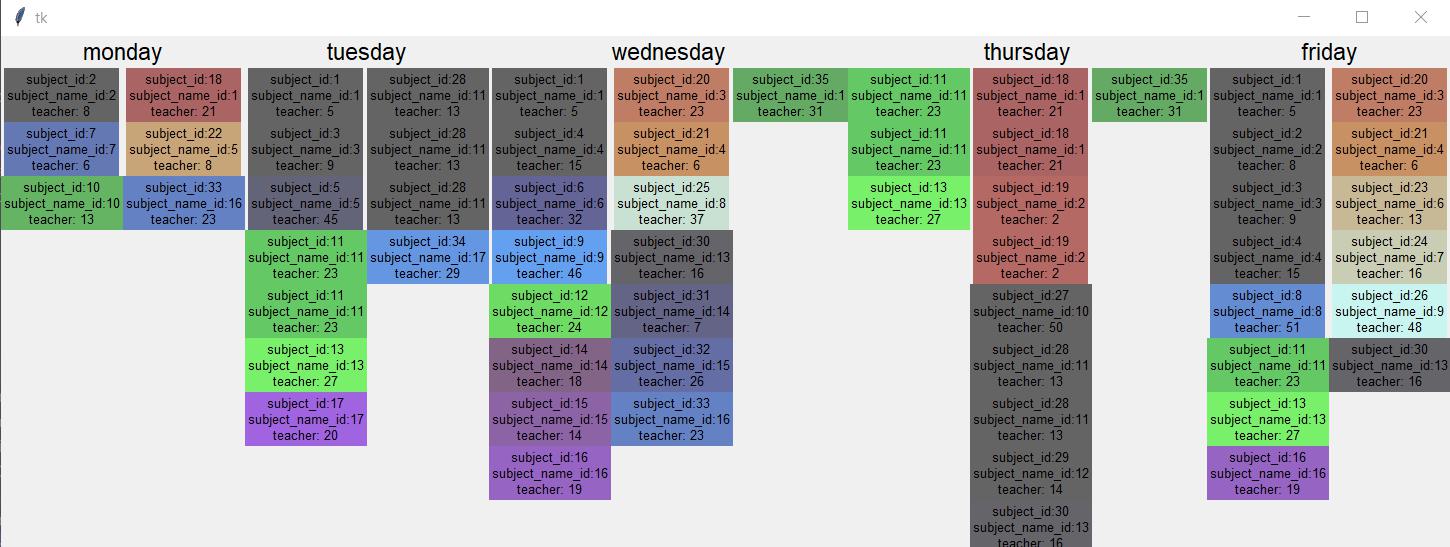 tk
monday
tuesday
wednesday
thursday
friday
subject_id:2
subject_name_id:2
teacher: 8
subject_id:7
subject_name_id:7
teacher: 6
subject_id:10
subject_name_id:10
teacher: 13
subject_id:18
subject_name_id:1
teacher: 21
subject_id:22
subject_name_id:5
teacher: 8
subject_id:33
subject_name_id:16
teacher: 23
subject_id:1
subject_name_id:1
teacher: 5
subject_id:3
subject_name_id:3
teacher: 9
subject_id:5
subject_name_id:5
teacher: 45
subject_id:11
subject_name_id:11
teacher: 23
subject_id:11
subject_name_id:11
teacher: 23
subject_id:13
subject_name_id:13
teacher: 27
subject_id:17
subject_name_id:17
teacher: 20
subject_id:28
subject_name_id:11
teacher: 13
subject_id:28
subject_name_id:11
teacher: 13
subject_id:28
subject_name_id:11
teacher: 13
subject_id:34
subject_name_id:17
teacher: 29
subject_id:1
subject_name_id:1
teacher: 5
subject_id:4
subject_name_id:4
teacher: 15
subject_id:6
subject_name_id:6
teacher: 32
subject_id:9
subject_name_id:9
teacher: 46
subject_id:12
subject_name_id:12
teacher: 24
subject_id:14
subject_name_id:14
teacher: 18
subject_id:15
subject_name_id:15
teacher: 14
subject_id:16
subject_name_id:16
teacher: 19
subject_id:20
subject_name_id:3
teacher: 23
subject_id:21
subject_name_id:4
teacher: 6
subject_id:25
subject_name_id:8
teacher: 37
subject_id:30
subject_name_id:13
teacher: 16
subject_id:31
subject_name_id:14
teacher: 7
subject_id:32
subject_name_id:15
teacher: 26
subject_id:33
subject_name_id:16
teacher: 23
subject_id:35
subject_name_id:1
teacher: 31
subject_id:11
subject_name_id:11
teacher: 23
subject_id:11
subject_name_id:11
teacher: 23
subject_id:13
subject_name_id:13
teacher: 27
subject_id:18
subject_name_id:1
teacher: 21
subject_id:18
subject_name_id:1
teacher: 21
subject_id:19
subject_name_id:2
teacher: 2
subject_id:19
subject_name_id:2
teacher: 2
subject_id:27
subject_name_id:10
teacher: 50
subject_id:28
subject_name_id:11
teacher: 13
subject_id:28
subject_name_id:11
teacher: 13
subject_id:29
subject_name_id:12
teacher: 14
subject_id:30
subject_name_id:13
teacher: 16
subject_id:35
subject_name_id:1
teacher: 31
subject_id:1
subject_name_id:1
teacher: 5
subject_id:2
subject_name_id:2
teacher: 8
subject_id:3
subject_name_id:3
teacher: 9
subject_id:4
subject_name_id:4
teacher: 15
subject_id:8
subject_name_id:8
teacher: 51
subject_id:11
subject_name_id:11
teacher: 23
subject_id:13
subject_name_id:13
teacher: 27
subject_id:16
subject_name_id:16
teacher: 19
subject_id:20
subject_name_id:3
teacher: 23
subject_id:21
subject_name_id:4
teacher: 6
subject_id:23
subject_name_id:6
teacher: 13
subject_id:24
subject_name_id:7
teacher: 16
subject_id:26
subject_name_id:9
teacher: 48
subject_id:30
subject_name_id:13
teacher: 16